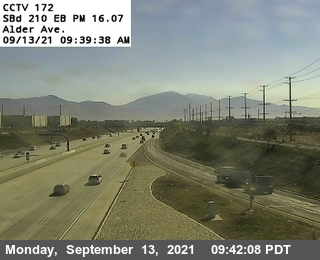 CCTV 172
SBd 210 EB PM 16.07
Alder Ave.
09/13/21 09:39:38 AM
Monday, September 13, 2021 09:42:08 PDT